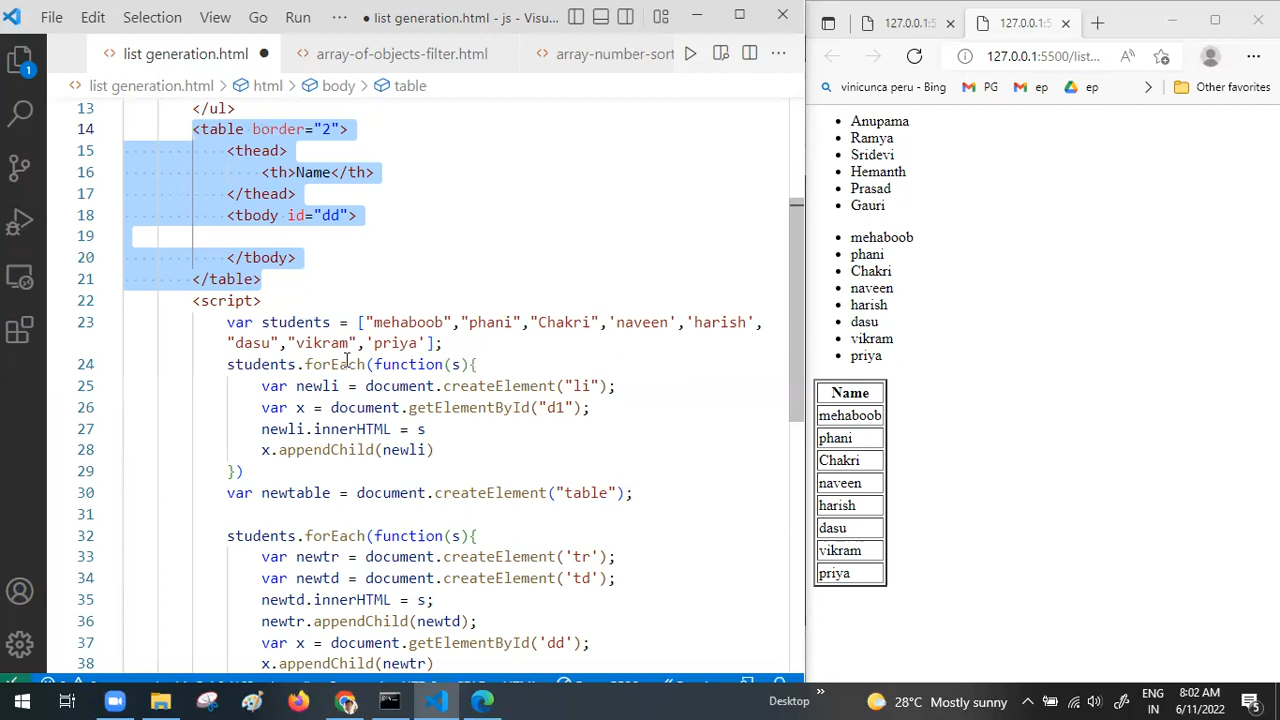 File Edit Selection View Go Run ··· ● list generation.html - js - Visu...
<> list generation.html ● <> array-of-objects-filter.html <> array-number-sort
<> list generation.html > html > body > table
13 </ul>
14 <table border="2">
15 <thead>
16 <th>Name</th>
17 </thead>
18 <tbody id="dd">
19
20 </tbody>
21 </table>
22 <script>
23 var students = ["mehaboob","phani","Chakri",'naveen','harish',
"dasu","vikram",'priya'];
24 students.forEach(function(s){
25 var newli = document.createElement("li");
26 var x = document.getElementById("d1");
27 newli.innerHTML = s
28 x.appendChild(newli)
29 })
30 var newtable = document.createElement("table");
31
32 students.forEach(function(s){
33 var newtr = document.createElement('tr');
34 var newtd = document.createElement('td');
35 newtd.innerHTML = s;
36 newtr.appendChild(newtd);
37 var x = document.getElementById('dd');
38 x.appendChild(newtr)
1
127.0.0.1:5 127.0.0.1:5
127.0.0.1:5500/list...
vinicunca peru - Bing PG ep ep Other favorites
Anupama
Ramya
Sridevi
Hemanth
Prasad
Gauri
mehaboob
phani
Chakri
naveen
harish
dasu
vikram
priya
Name
mehaboob
phani
Chakri
naveen
harish
dasu
vikram
priya
Desktop » 28°C Mostly sunny ENG IN 8:02 AM 6/11/2022 5